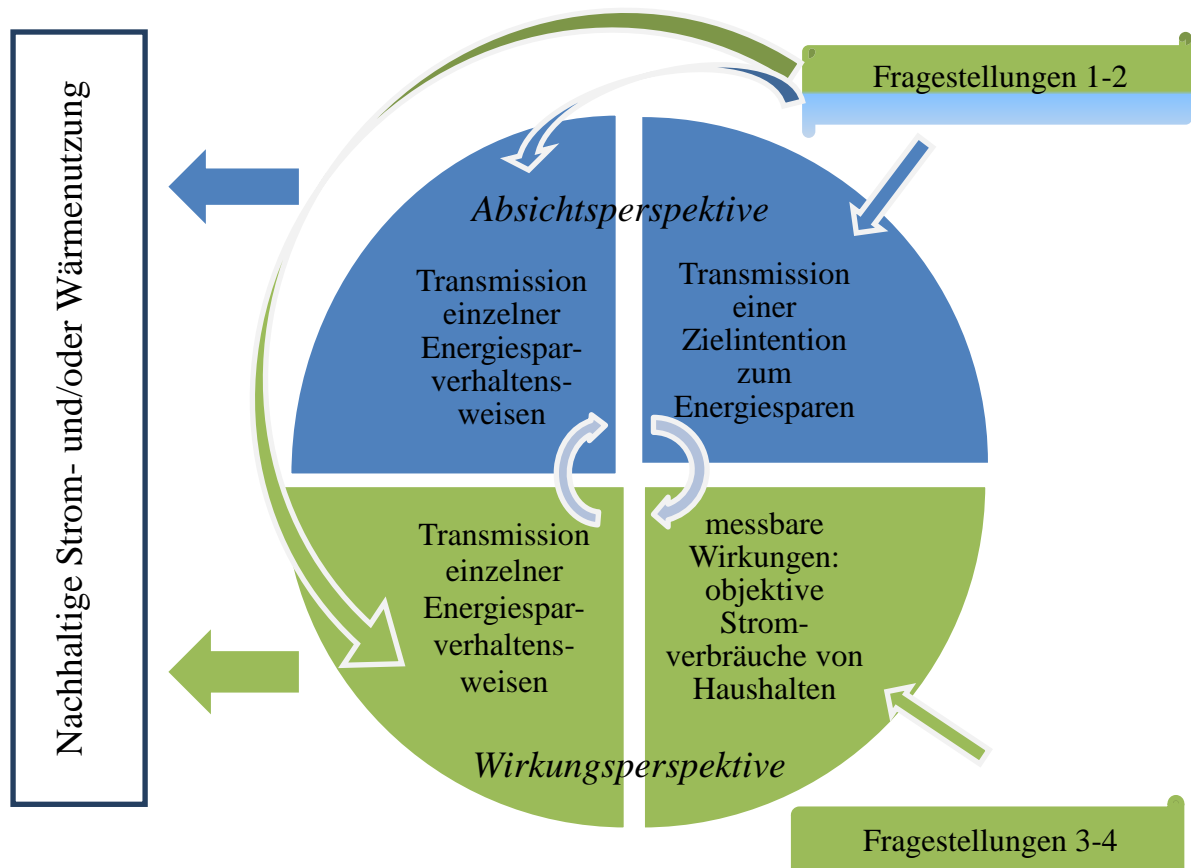 Nachhaltige Strom- und/oder Wärmenutzung
Fragestellungen 1-2
Absichtsperspektive
Transmission
einzelner
Energiespar-
verhaltens-
weisen
Transmission
einer
Zielintention
zum
Energiesparen
Transmission
einzelner
Energiespar-
verhaltens-
weisen
messbare
Wirkungen:
objektive
Strom-
verbräuche von
Haushalten
Wirkungsperspektive
Fragestellungen 3-4